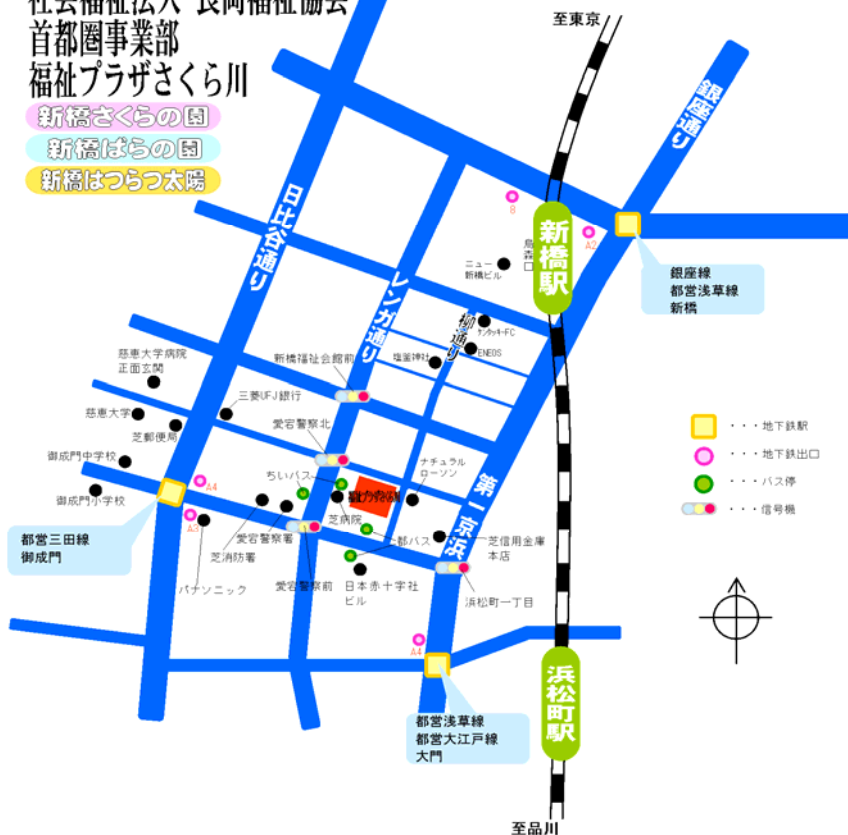 社会福祉法人 長岡福祉協会
首都圏事業部
福祉プラザさくら川
新橋さくらの園
新橋ばらの園
新橋はつらつ太陽
至東京
銀座通り
日比谷通り
8
A2
烏森口
新橋駅
ニュー
新橋ビル
銀座線
都営浅草線
新橋
レンガ通り
柳通り
ケンタッキーFC
ENEOS
塩釜神社
新橋福祉会館前
慈恵大学病院
正面玄関
三菱UFJ銀行
慈恵大学
芝郵便局
愛宕警察北
御成門中学校
ちぃバス
福祉プラザさくら川
ナチュラル
ローソン
・・・地下鉄駅
・・・地下鉄出口
・・・バス停
・・・信号機
A4
御成門小学校
芝病院
第一京浜
都営三田線
御成門
A3
愛宕警察署
芝消防署
都バス
芝信用金庫
本店
パナソニック
愛宕警察前
日本赤十字社
ビル
浜松町一丁目
A4
浜松町駅
都営浅草線
都営大江戸線
大門
至品川